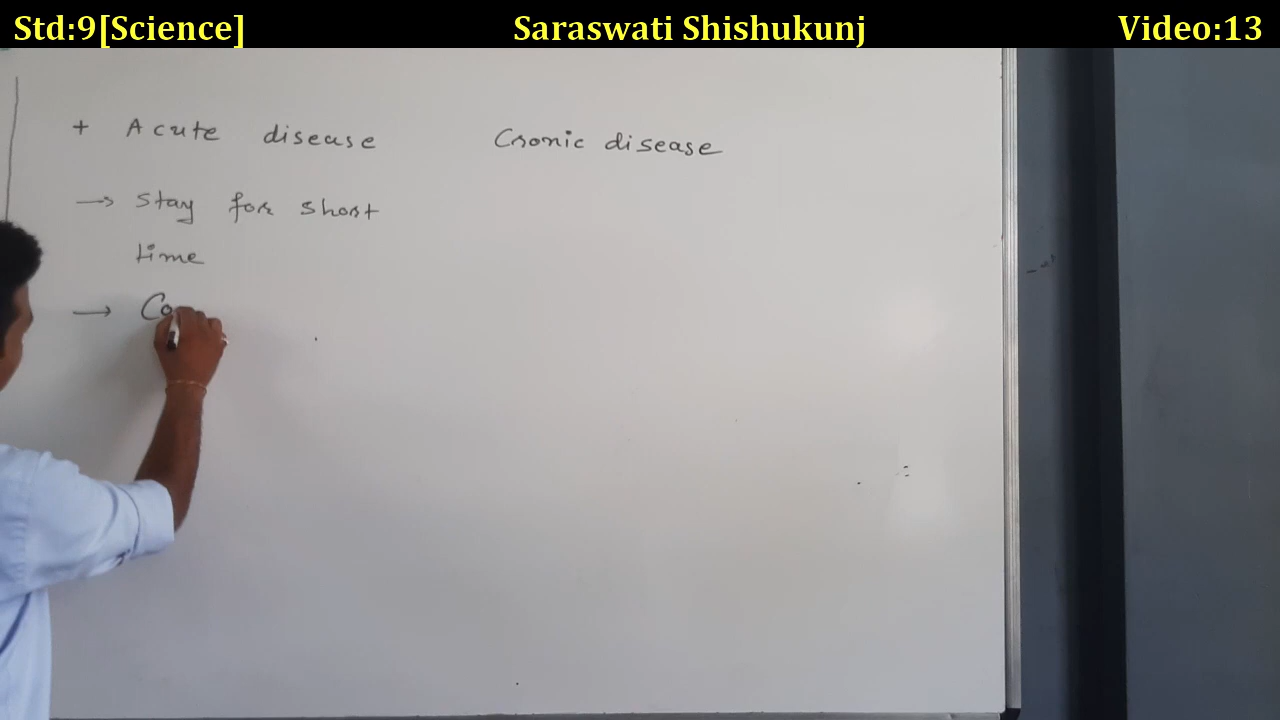 Std:9[Science] Saraswati Shishukunj Video:13
+ Acute disease Cronic disease
→ Stay for short
time
→ Co